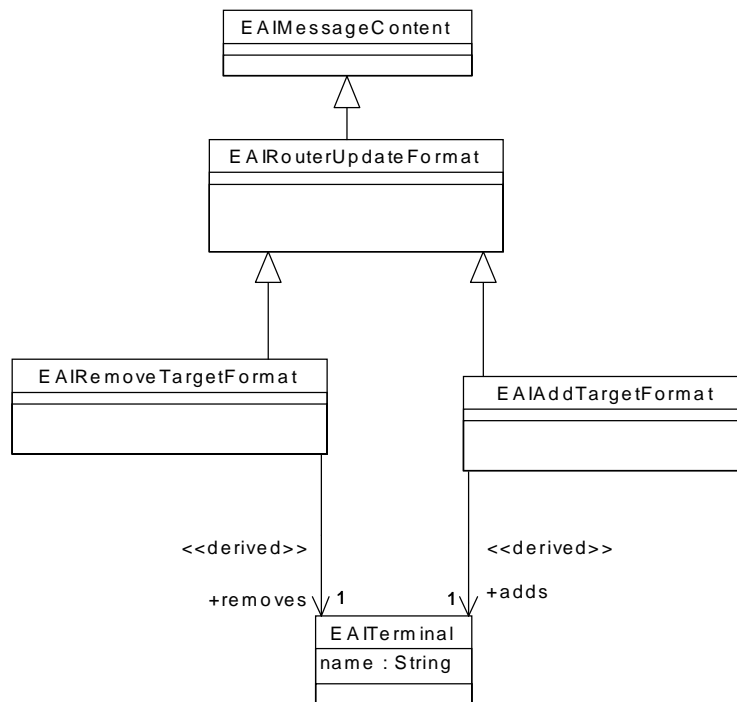 EAIMessageContent
EAIRouterUpdateFormat
EAIRemoveTargetFormat
EAIAddTargetFormat
<<derived>>
<<derived>>
+removes
1
1
+adds
EAITerminal
name : String